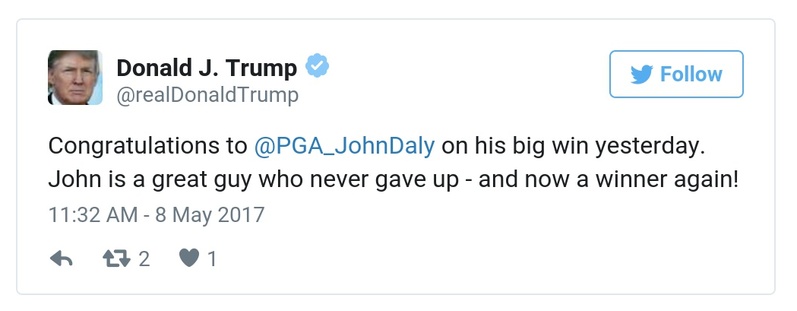 Donald J. Trump
@realDonaldTrump
Follow
Congratulations to @PGA_JohnDaly on his big win yesterday.
John is a great guy who never gave up - and now a winner again!
11:32 AM - 8 May 2017
2 1